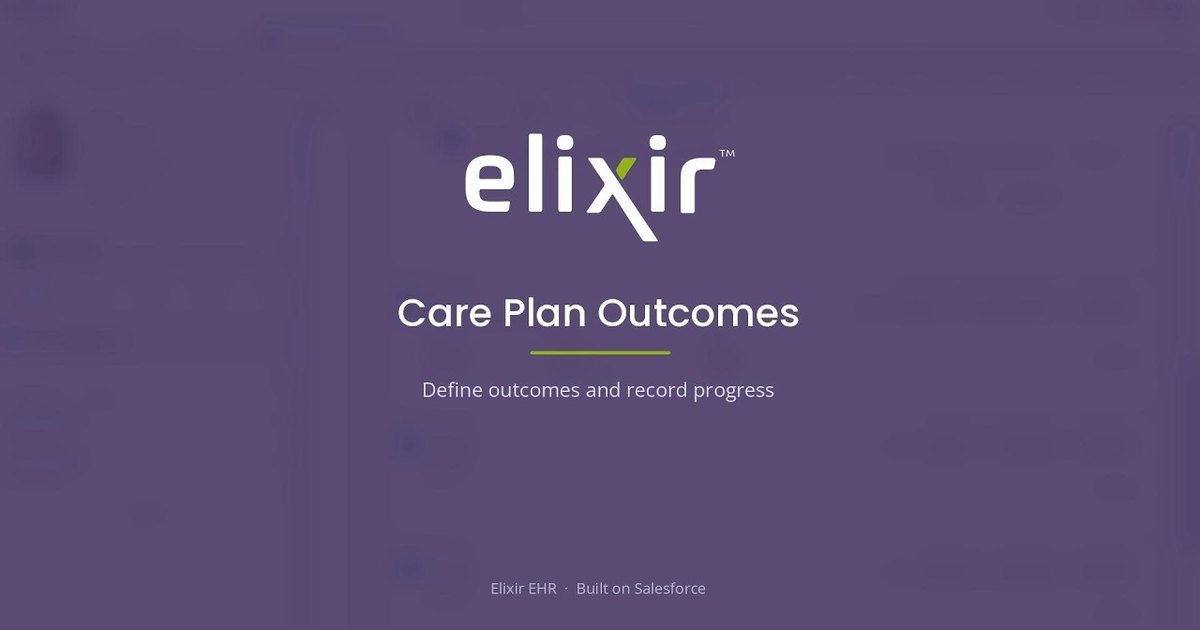 elixir™
Care Plan Outcomes
Define outcomes and record progress
Elixir EHR · Built on Salesforce